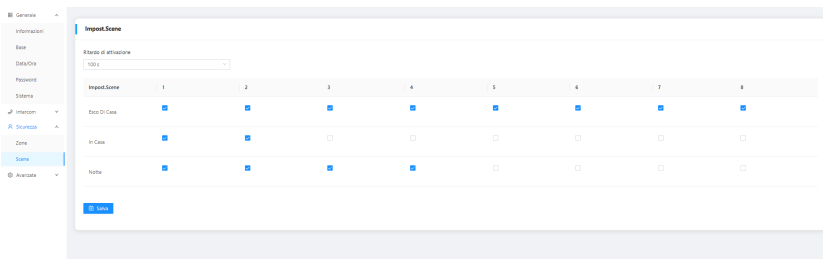 Generale
Informazioni
Base
Data/Ora
Password
Sistema
Intercom
Sicurezza
Zone
Scene
Avanzate
Impost.Scene
Ritardo di attivazione
100 s
Impost.Scene 1 2 3 4 5 6 7 8
Esco Di Casa
In Casa
Notte
Salva